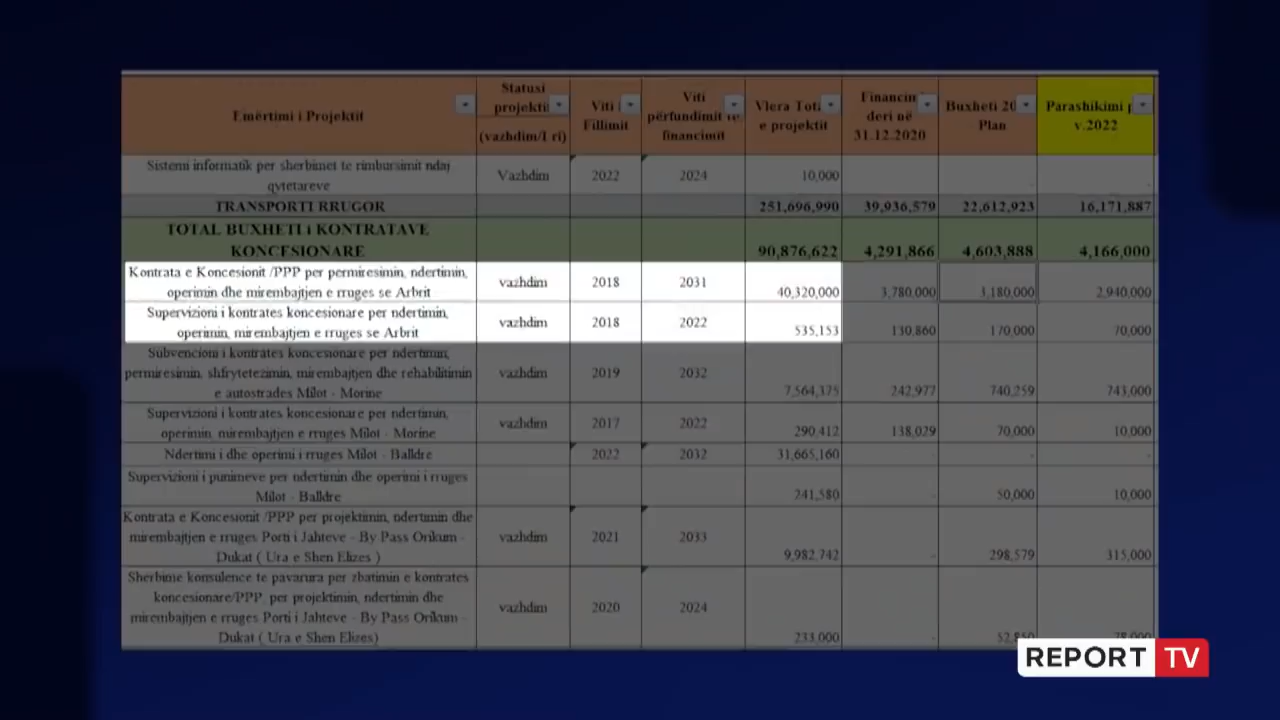 Emërtimi i Projektit
Statusi projektit (vazhdim/I ri)
Viti i Fillimit
Viti përfundimit te financimit
Vlera Tot e projektit
Financim deri në 31.12.2020
Buxheti 20 Plan
Parashikimi p v.2022
Sistemi informatik per sherbimet te rimbursimit ndaj
qytetareve
Vazhdim 2022 2024 10,000
TRANSPORTI RRUGOR 251,696,990 39,936,579 22,612,923 16,171,887
TOTAL BUXHETI i KONTRATAVE
KONCESIONARE 90,876,622 4,291,866 4,603,888 4,166,000
Kontrata e Koncesionit /PPP per permiresimin, ndertimin,
operimin dhe mirembajtjen e rruges se Arbrit
vazhdim 2018 2031 40,320,000 3,780,000 3,180,000 2,940,000
Supervizioni i kontrates koncesionare per ndertimin,
operimin, mirembajtjen e rruges se Arbrit
vazhdim 2018 2022 535,153 130,860 170,000 70,000
Subvencioni i kontrates koncesionare per ndertimin,
permiresimin, shfrytetezimin, mirembajtjen dhe rehabilitimin
e autostrades Milot - Morine
vazhdim 2019 2032 7,564,375 242,977 740,259 743,000
Supervizioni i kontrates koncesionare per ndertimin,
operimin, mirembajtjen e rruges Milot - Morine
vazhdim 2017 2022 290,412 138,029 70,000 10,000
Ndertimi dhe operimi i rruges Milot - Balldre 2022 2032 31,665,160 - - -
Supervizioni i punimeve per ndertimin dhe operimi i rruges
Milot - Balldre
241,580 - 50,000 10,000
Kontrata e Koncesionit /PPP per projektimin, ndertimin dhe
mirembajtjen e rruges Porti i Jahteve - By Pass Orikum -
Dukat ( Ura e Shen Elizes )
vazhdim 2021 2033 9,982,742 - 298,579 315,000
Sherbime konsulence te pavarura per zbatimin e kontrates
koncesionare/PPP, per projektimin, ndertimin dhe
mirembajtjen e rruges Porti i Jahteve - By Pass Orikum -
Dukat ( Ura e Shen Elizes)
vazhdim 2020 2024 233,000 - 52,850 78,000
REPORT TV